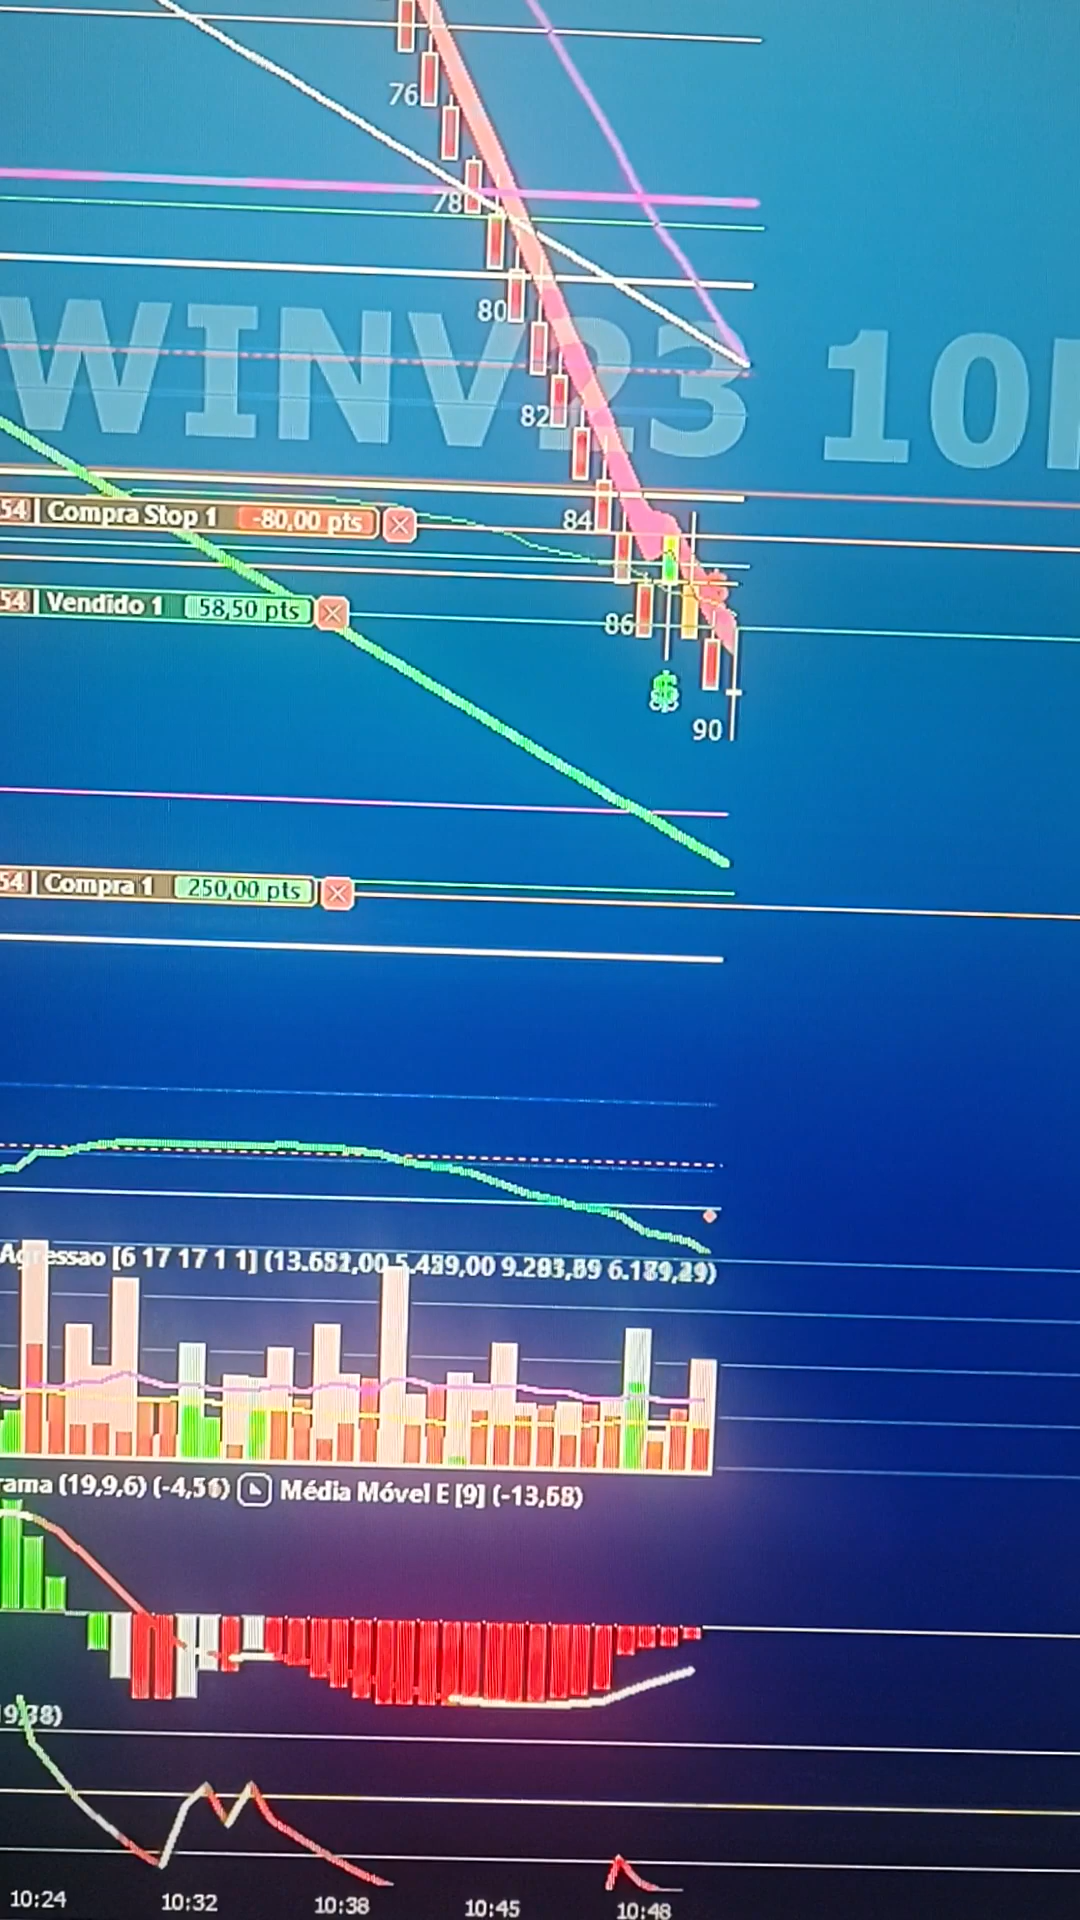 76
78
80
WINV23 10
82
54 | Compra Stop 1 -80,00 pts
84
54 | Vendido 1 58,50 pts
86
$
90
54 | Compra 1 250,00 pts
Agressao [6 17 17 1 1]
rama (19,9,6) Média Móvel E [9]
10:24 10:32 10:38 10:45 10:48